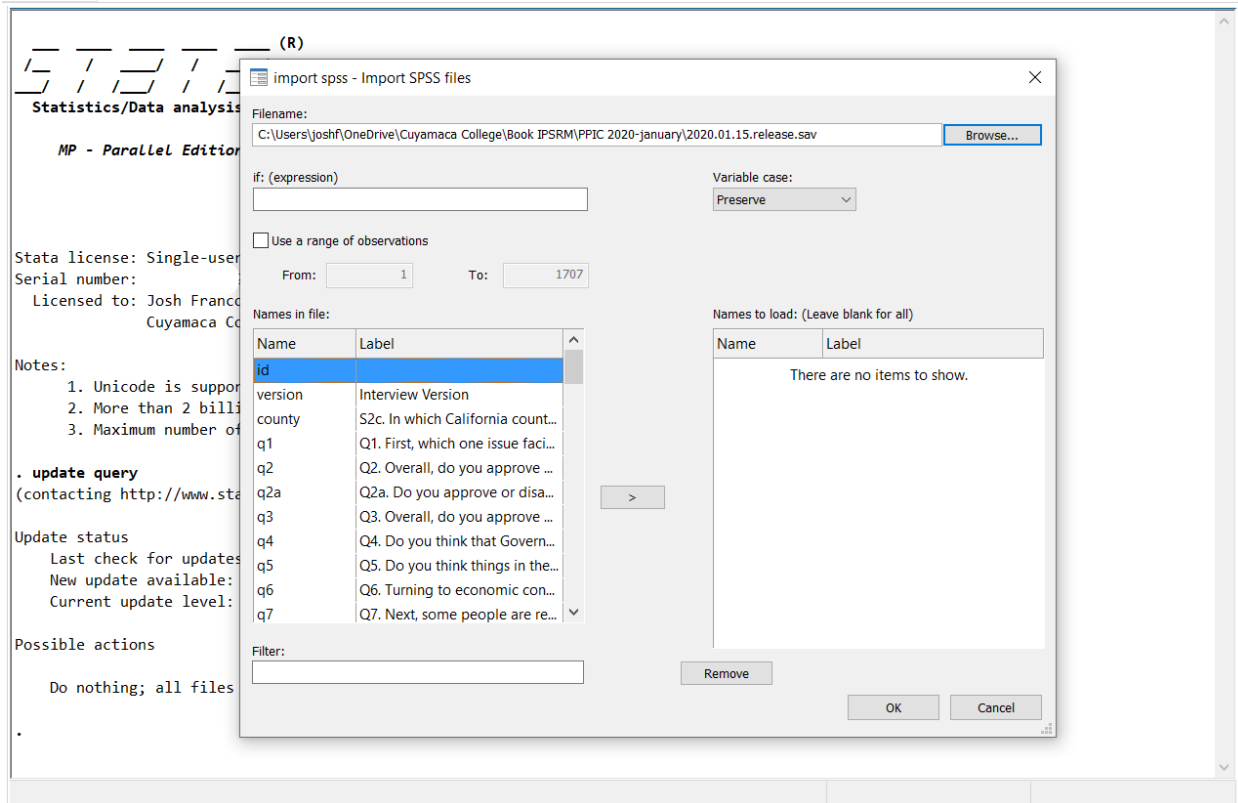 (R)
Statistics/Data analysis
MP - Parallel Edition
Stata license: Single-user
Serial number:
Licensed to: Josh Franco
Cuyamaca Co
Notes:
1. Unicode is suppor
2. More than 2 billi
3. Maximum number of
. update query
(contacting http://www.sta
Update status
Last check for updates
New update available:
Current update level:
Possible actions
Do nothing; all files
.
import spss - Import SPSS files
Filename:
C:\Users\joshf\OneDrive\Cuyamaca College\Book IPSRM\PPIC 2020-january\2020.01.15.release.sav Browse...
if: (expression) Variable case:
Preserve
Use a range of observations
From: 1 To: 1707
Names in file: Names to load: (Leave blank for all)
Name Label Name Label
id There are no items to show.
version Interview Version
county S2c. In which California count...
q1 Q1. First, which one issue faci...
q2 Q2. Overall, do you approve ...
q2a Q2a. Do you approve or disa...
>
q3 Q3. Overall, do you approve ...
q4 Q4. Do you think that Govern...
q5 Q5. Do you think things in the...
q6 Q6. Turning to economic con...
q7 Q7. Next, some people are re...
Filter:
Remove
OK Cancel